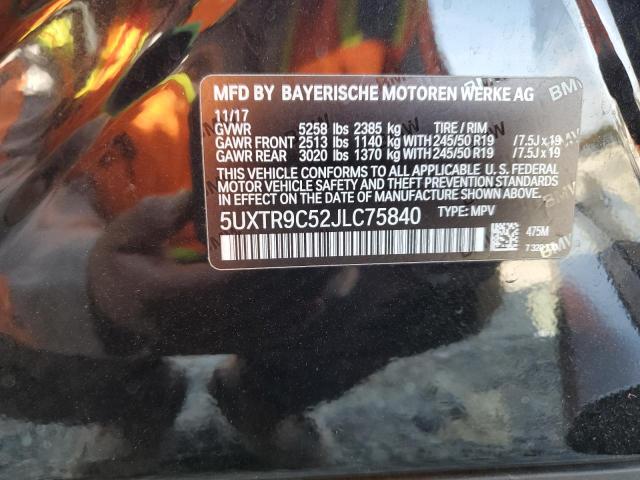 MFD BY BAYERISCHE MOTOREN WERKE AG
11/17
GVWR 5258 lbs 2385 kg TIRE / RIM
GAWR FRONT 2513 lbs 1140 kg WITH 245/50 R19 /7.5J x 19
GAWR REAR 3020 lbs 1370 kg WITH 245/50 R19 /7.5J x 19
THIS VEHICLE CONFORMS TO ALL APPLICABLE U. S. FEDERAL
MOTOR VEHICLE SAFETY, BUMPER, AND THEFT PREVENTION STANDARDS
IN EFFECT ON THE DATE OF MANUFACTURE SHOWN ABOVE.
5UXTR9C52JLC75840 TYPE: MPV
475M
BMW